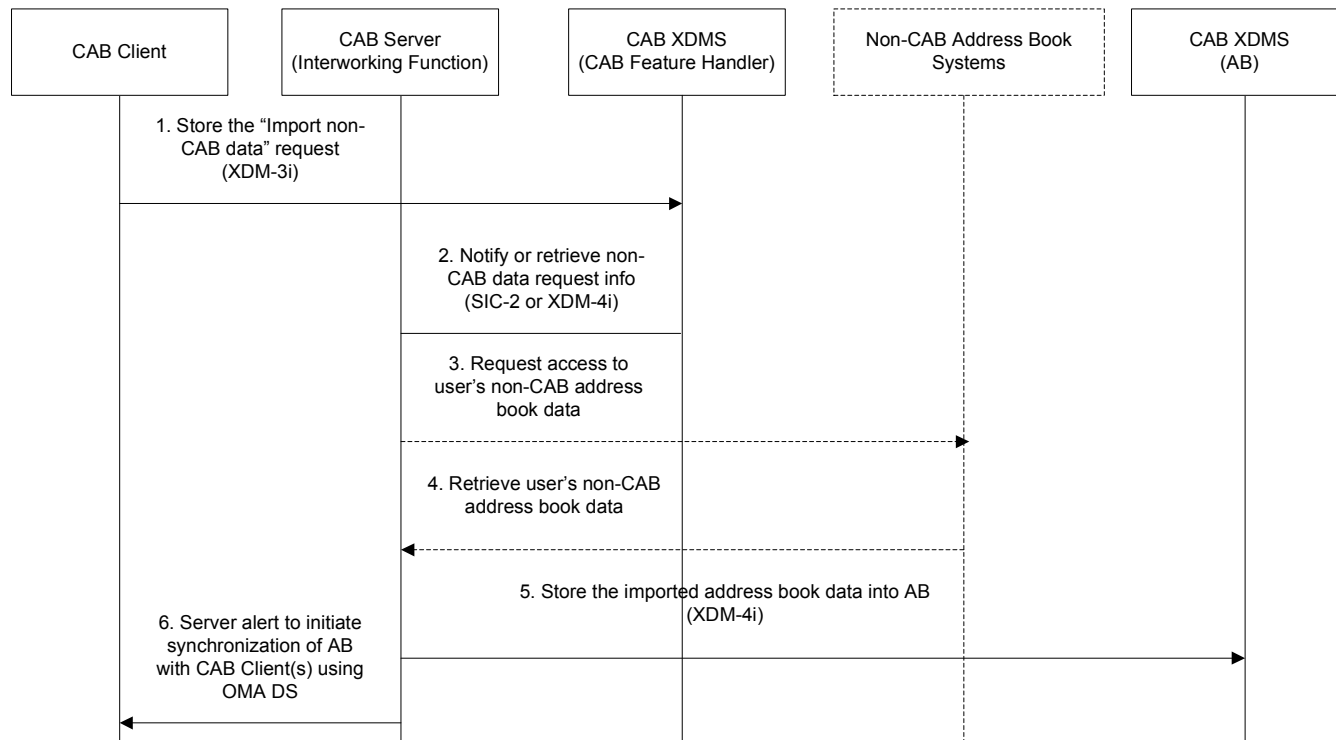 CAB Client
CAB Server
(Interworking Function)
CAB XDMS
(CAB Feature Handler)
Non-CAB Address Book
Systems
CAB XDMS
(AB)
1. Store the “Import non-
CAB data” request
(XDM-3i)
2. Notify or retrieve non-
CAB data request info
(SIC-2 or XDM-4i)
3. Request access to
user’s non-CAB address
book data
4. Retrieve user’s non-CAB
address book data
5. Store the imported address book data into AB
(XDM-4i)
6. Server alert to initiate
synchronization of AB
with CAB Client(s) using
OMA DS